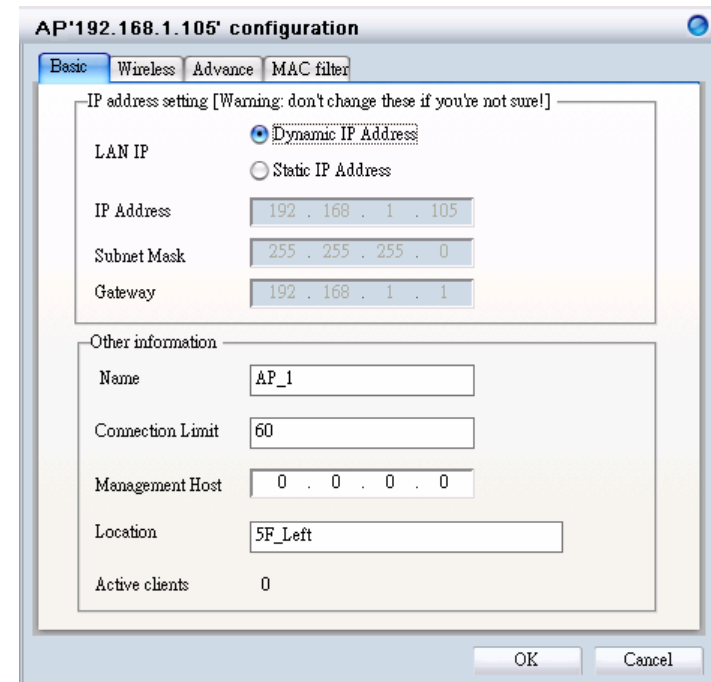 AP'192.168.1.105' configuration
Basic Wireless Advance MAC filter
IP address setting [Warning: don't change these if you're not sure!]
LAN IP
Dynamic IP Address
Static IP Address
IP Address 192 . 168 . 1 . 105
Subnet Mask 255 . 255 . 255 . 0
Gateway 192 . 168 . 1 . 1
Other information
Name AP_1
Connection Limit 60
Management Host 0 . 0 . 0 . 0
Location 5F_Left
Active clients 0
OK Cancel